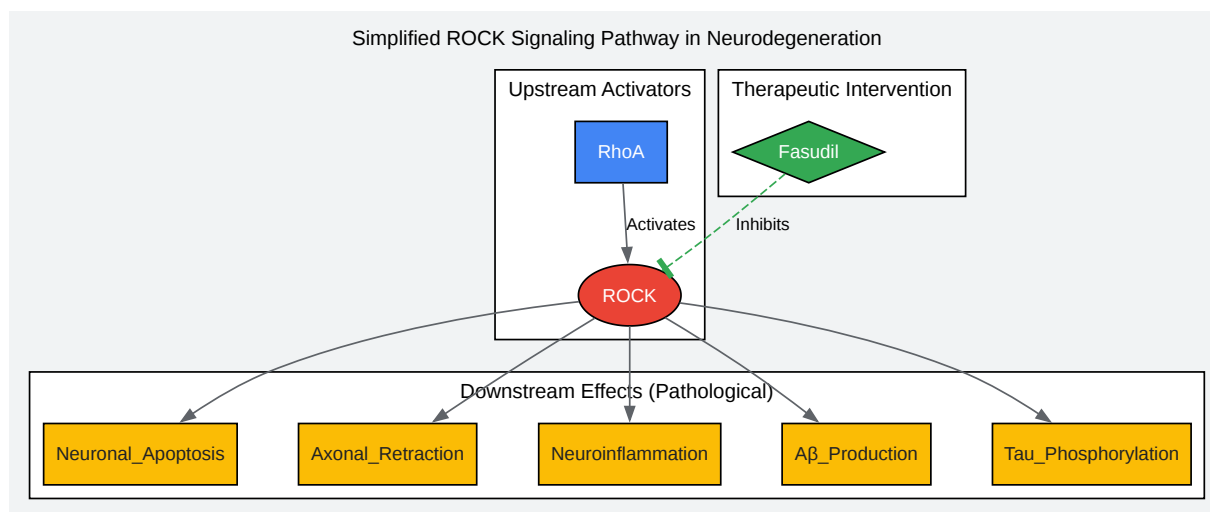 Simplified ROCK Signaling Pathway in Neurodegeneration
Upstream Activators
Therapeutic Intervention
RhoA
Fasudil
Activates
Inhibits
ROCK
Downstream Effects (Pathological)
Neuronal_Apoptosis
Axonal_Retraction
Neuroinflammation
Aβ_Production
Tau_Phosphorylation